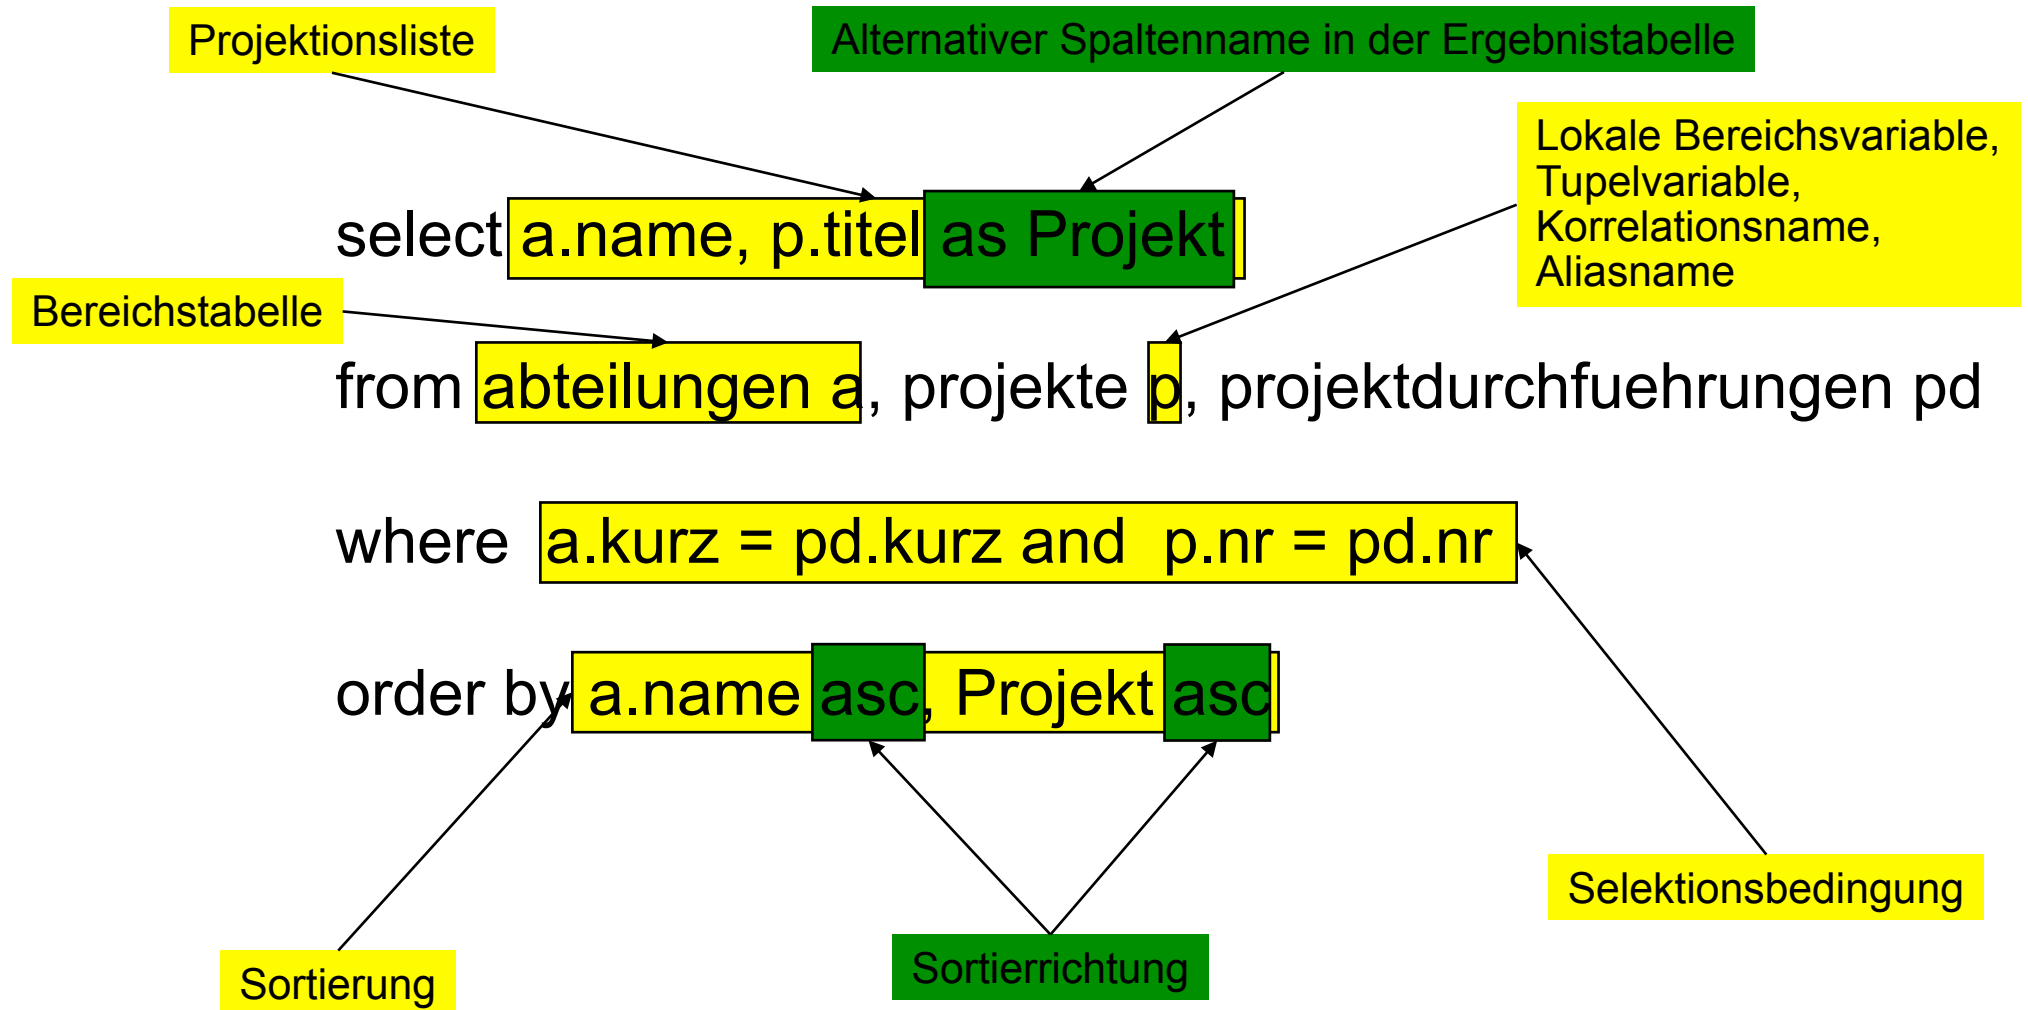 Projektionsliste
Alternativer Spaltenname in der Ergebnistabelle
Lokale Bereichsvariable,
Tupelvariable,
Korrelationsname,
Aliasname
select a.name, p.titel as Projekt
Bereichstabelle
from abteilungen a, projekte p, projektdurchfuehrungen pd
where a.kurz = pd.kurz and p.nr = pd.nr
order by a.name asc, Projekt asc
Selektionsbedingung
Sortierrichtung
Sortierung